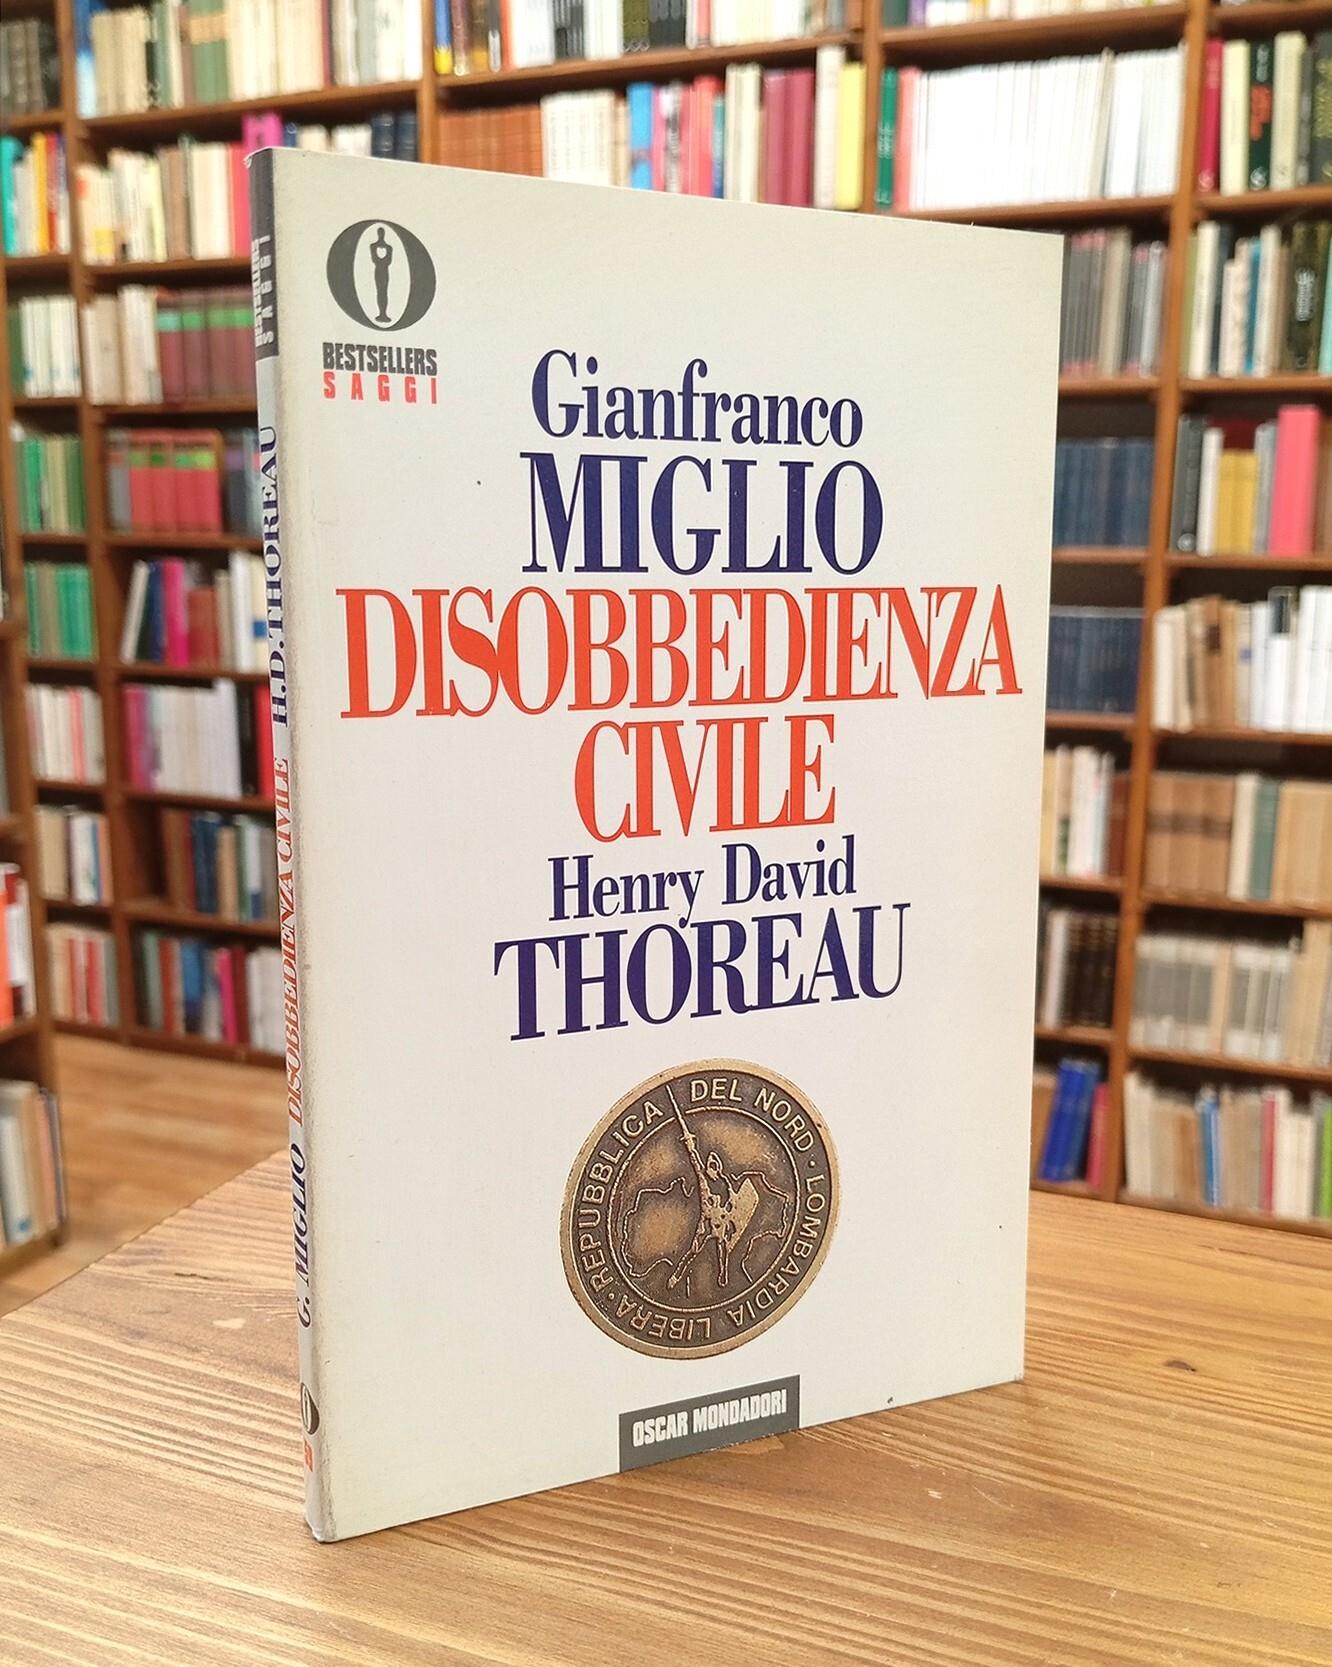 BESTSELLERS
SAGGI
Gianfranco
MIGLIO
DISOBBEDIENZA
CIVILE
Henry David
THOREAU
REPUBBLICA DEL NORD · LOMBARDIA LIBERA ·
OSCAR MONDADORI
G. MIGLIO DISOBBEDIENZA CIVILE H.D. THOREAU